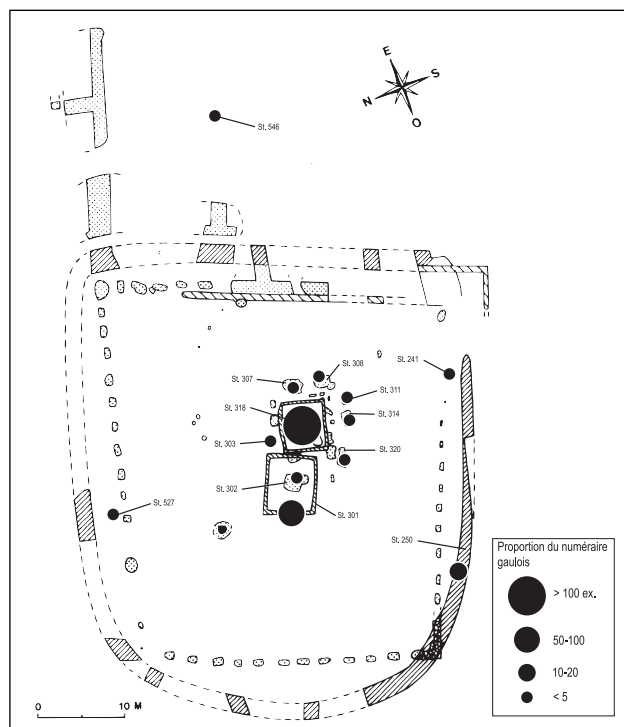 E
S
N
O
St. 546
St. 307
St. 308
St. 241
St. 311
St. 318
St. 314
St. 303
St. 320
St. 302
St. 527
St. 301
St. 250
Proportion du numéraire
gaulois
> 100 ex.
50-100
10-20
< 5
0 10 M